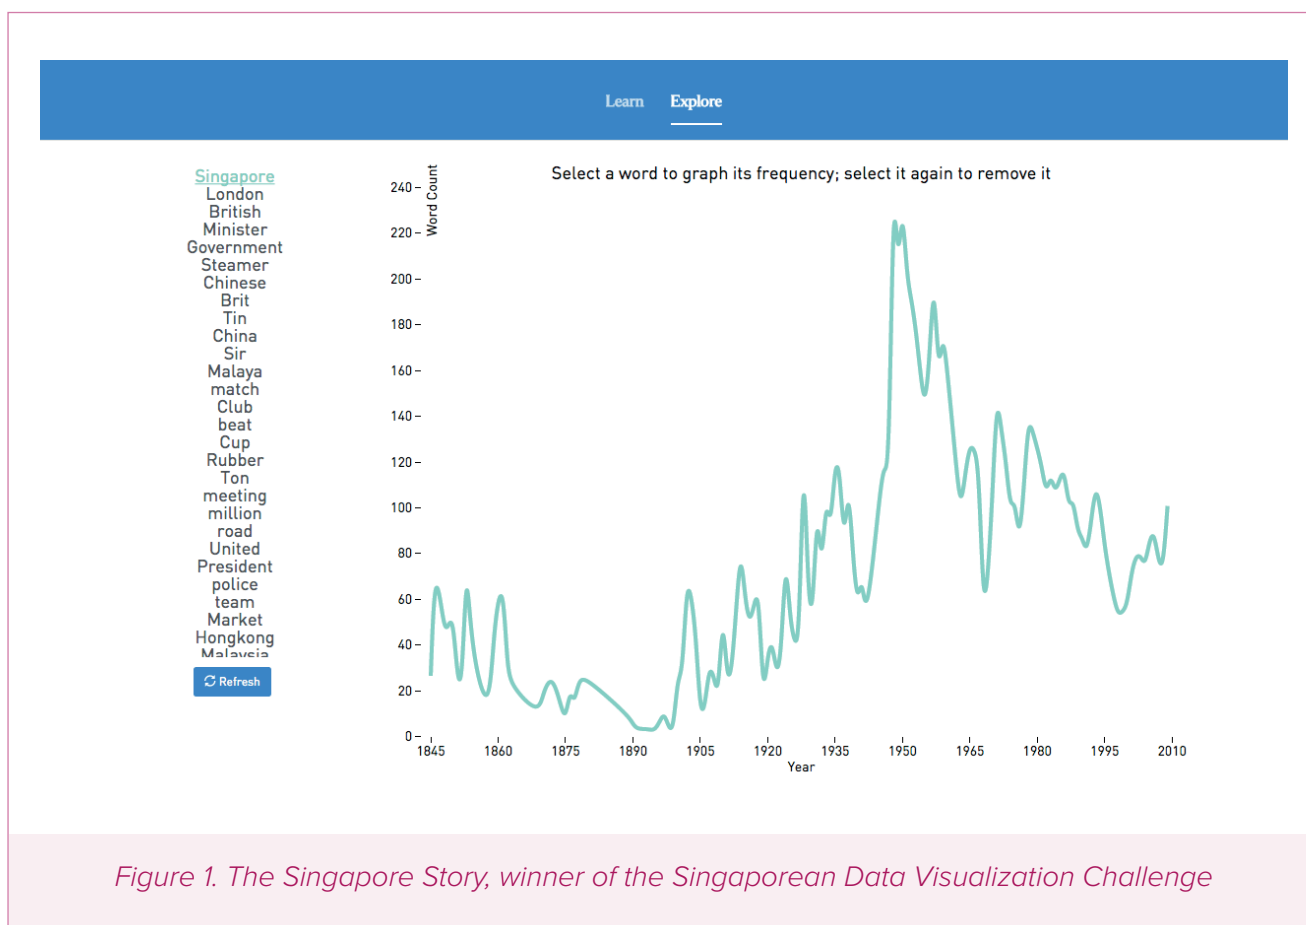 Learn Explore
Singapore
London
British
Minister
Government
Steamer
Chinese
Brit
Tin
China
Sir
Malaya
match
Club
beat
Cup
Rubber
Ton
meeting
million
road
United
President
police
team
Market
Hongkong
Malaysia
Refresh
Select a word to graph its frequency; select it again to remove it
Word Count
240
220
200
180
160
140
120
100
80
60
40
20
0
1845 1860 1875 1890 1905 1920 1935 1950 1965 1980 1995 2010
Year
Figure 1. The Singapore Story, winner of the Singaporean Data Visualization Challenge